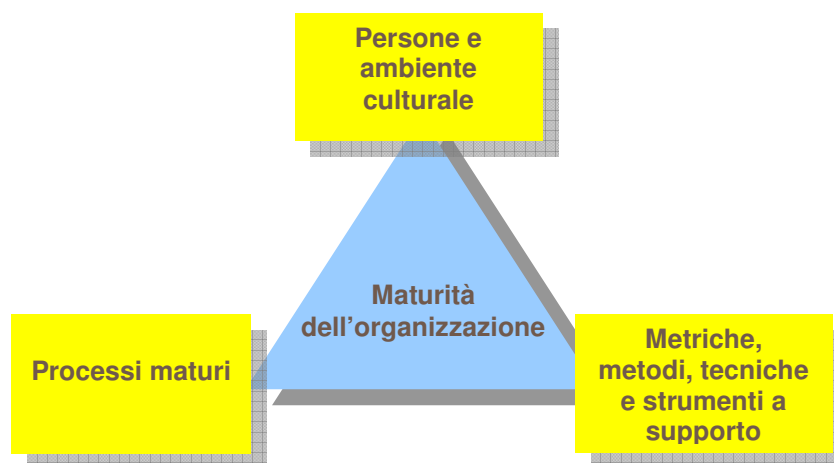 Persone e
ambiente
culturale
Maturità
dell’organizzazione
Processi maturi
Metriche,
metodi, tecniche
e strumenti a
supporto